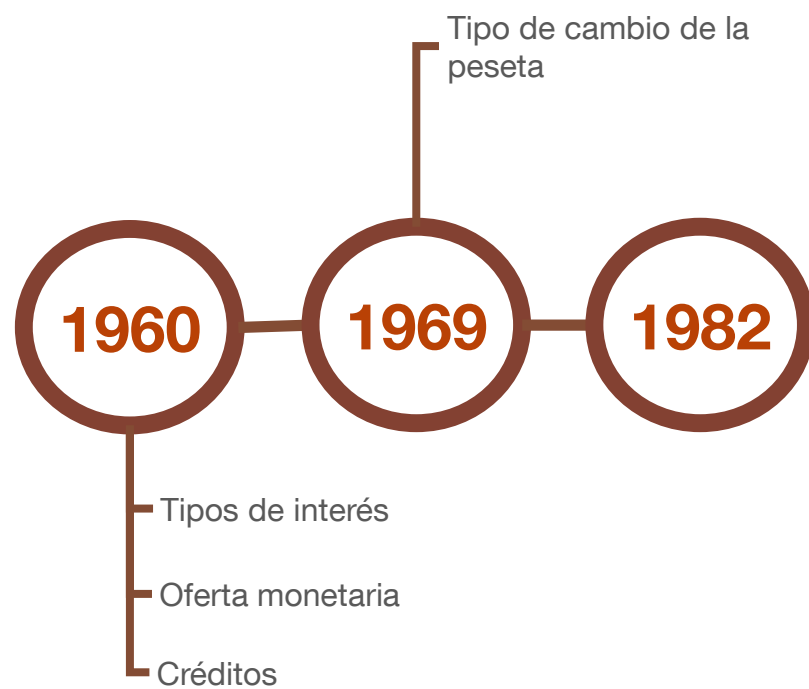 Tipo de cambio de la
peseta
1960
1969
1982
Tipos de interés
Oferta monetaria
Créditos